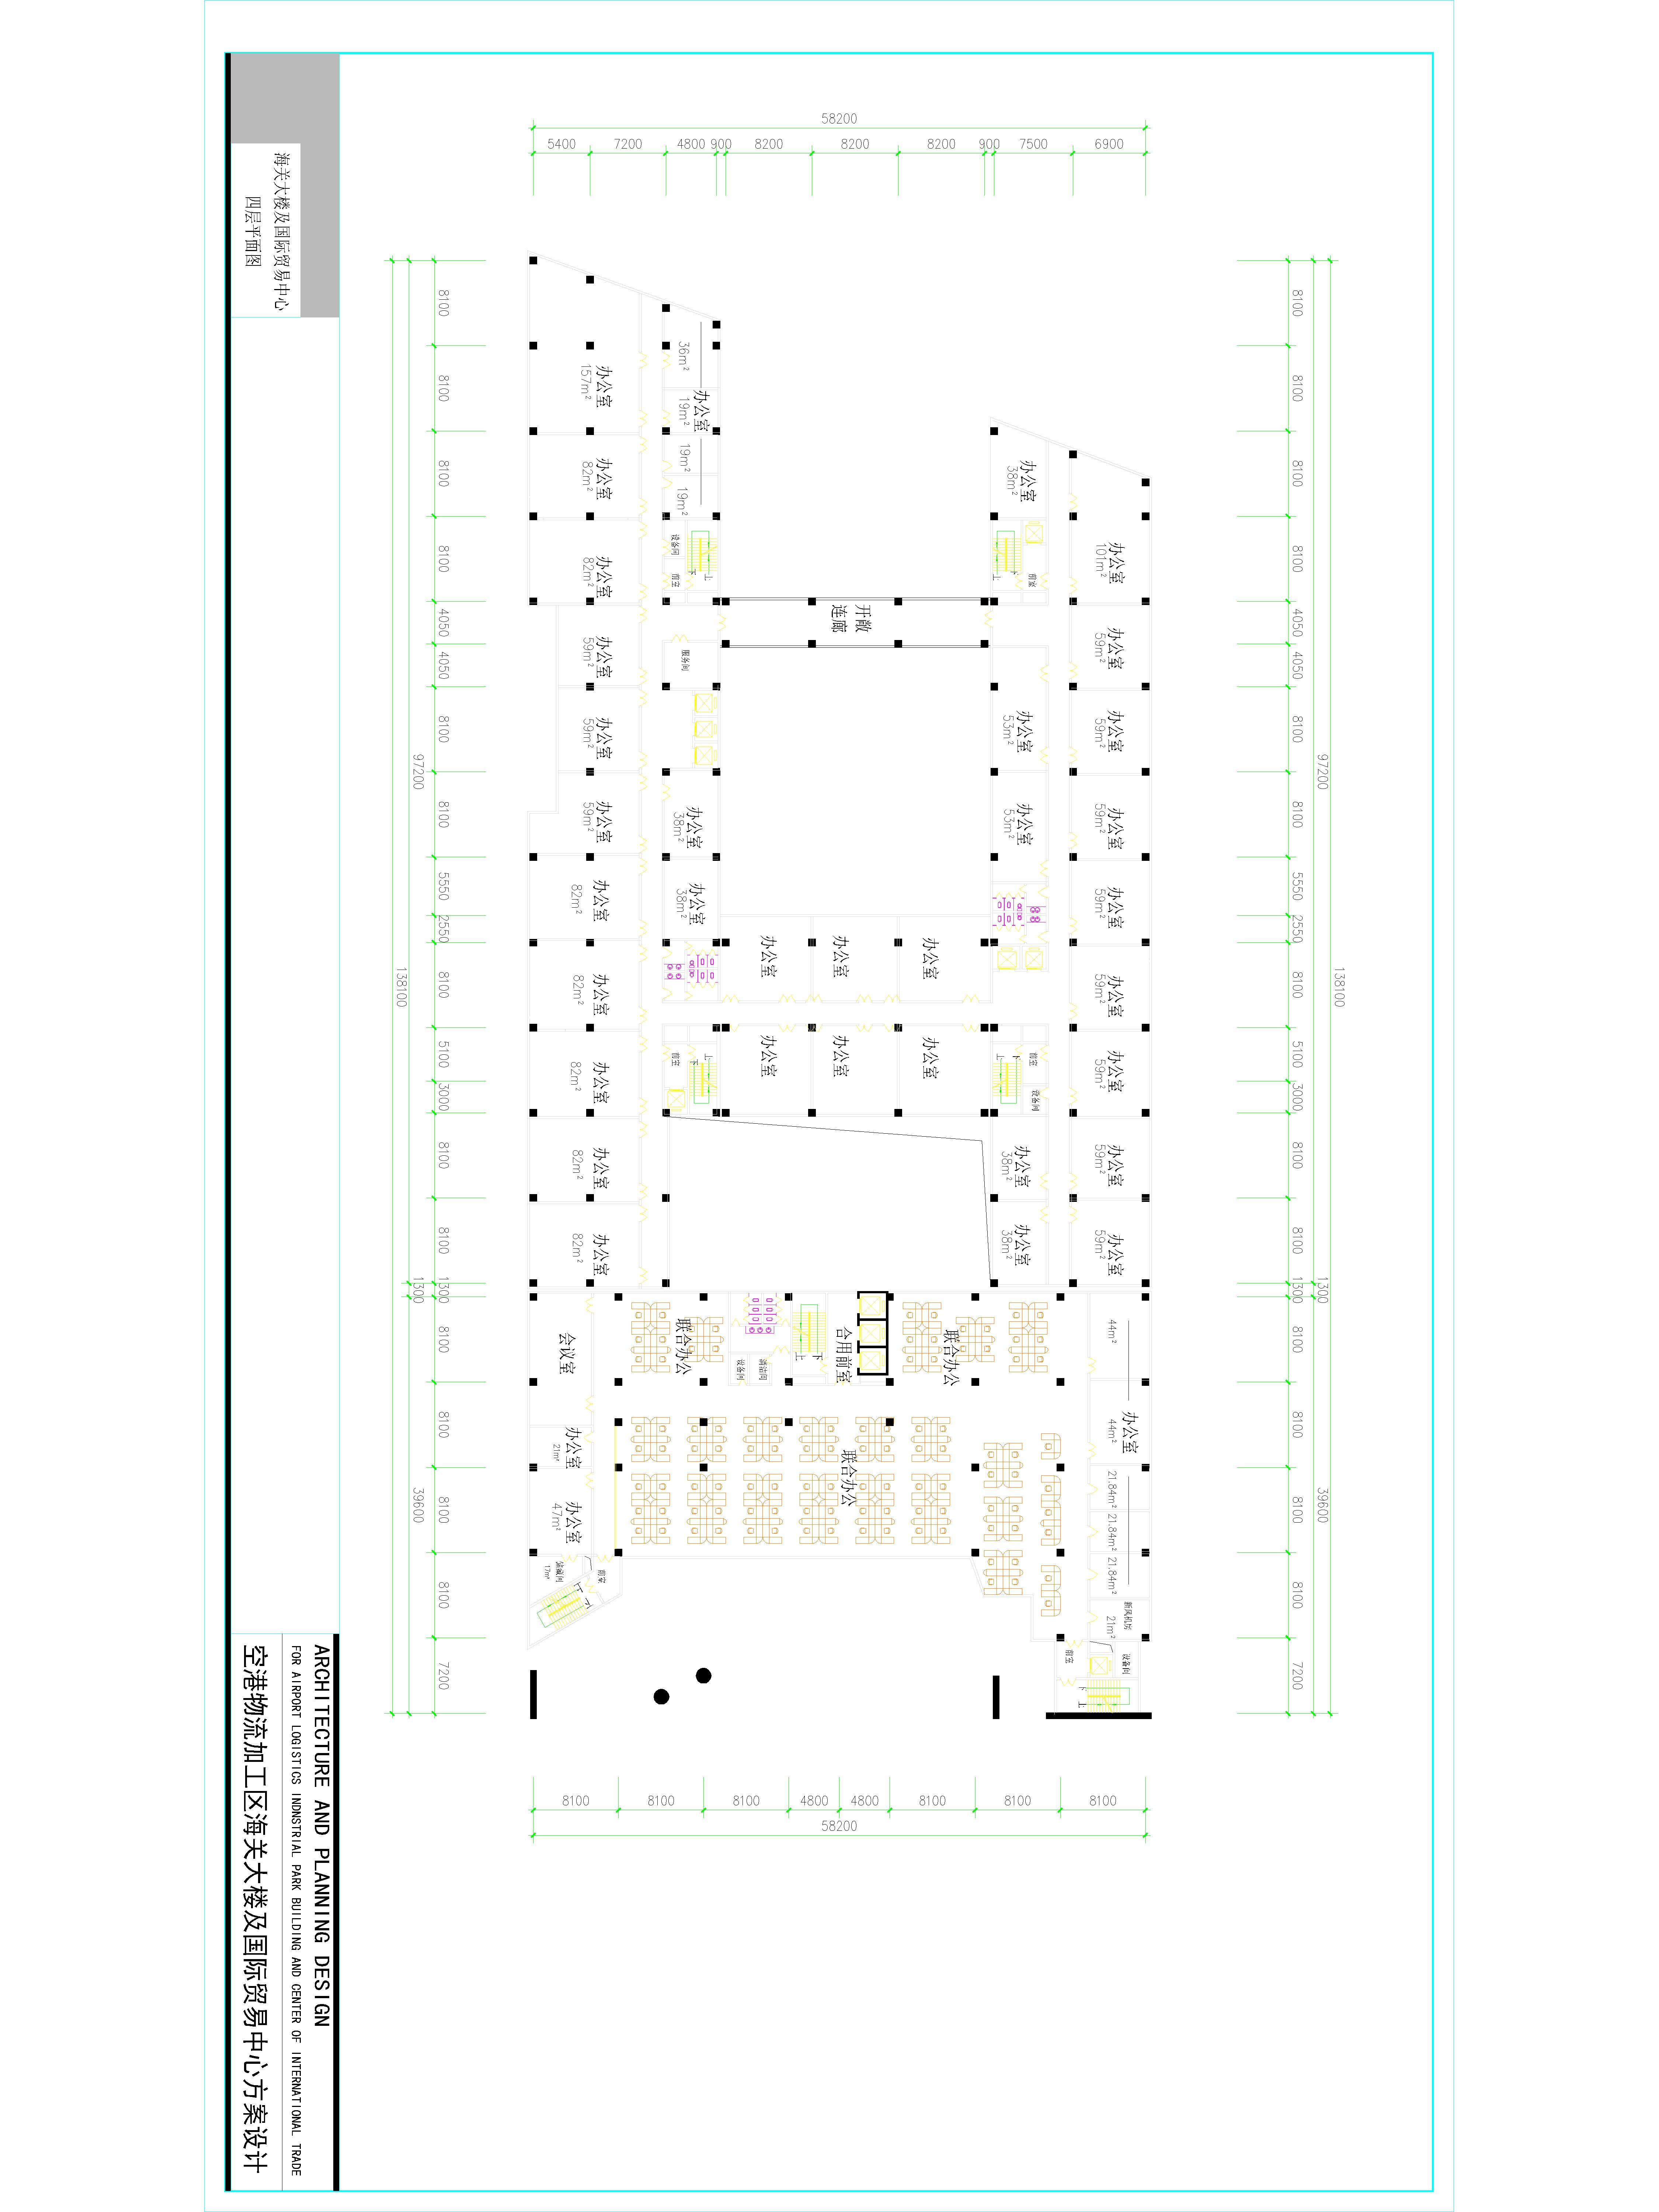 138100
97200 1300 39600
8100 8100 8100 8100 4050 4050 8100 8100 5550 2550 8100 5100 3000 8100 8100 1300 8100 8100 8100 8100 7200
58200
6900
7500
900
8200
8200
8200
900
4800
7200
5400
办公室 办公室 办公室 办公室 办公室 办公室 办公室 办公室 办公室 办公室 新风机房 设备间
101m² 59m² 59m² 59m² 59m² 59m² 59m² 59m² 59m² 44m² 44m² 21.84m² 21.84m² 21.84m² 21m²
下 上
前室
办公室 前室 办公室 办公室 前室 设备间 办公室 办公室
38m² 下 上 53m² 53m² 下 上 38m² 38m²
办公室 办公室 联合办公
开敞
连廊
办公室 办公室 合用前室 联合办公
下
上
办公室 办公室 清洁间
设备间
办公室 上 办公室 办公室 上 联合办公
36m² 19m² 19m² 19m² 下 服务间 38m² 38m² 下
设备间 前室 前室
办公室 办公室 办公室 办公室 办公室 办公室 办公室 办公室 办公室 办公室 办公室 前室
157m² 82m² 82m² 59m² 59m² 59m² 82m² 82m² 82m² 82m² 82m²
会议室 办公室 办公室 上 下
21m² 47m² 储藏间
17m²
8100
8100
8100
4800
4800
8100
8100
8100
58200
8100 8100 8100 8100 4050 4050 8100 8100 5550 2550 8100 5100 3000 8100 8100 1300 8100 8100 8100 8100 7200
97200 1300 39600
138100
海关大楼及国际贸易中心
四层平面图
ARCHITECTURE AND PLANNING DESIGN
FOR AIRPORT LOGISTICS INDNSTRIAL PARK BUILDING AND CENTER OF INTERNATIONAL TRADE
空港物流加工区海关大楼及国际贸易中心方案设计